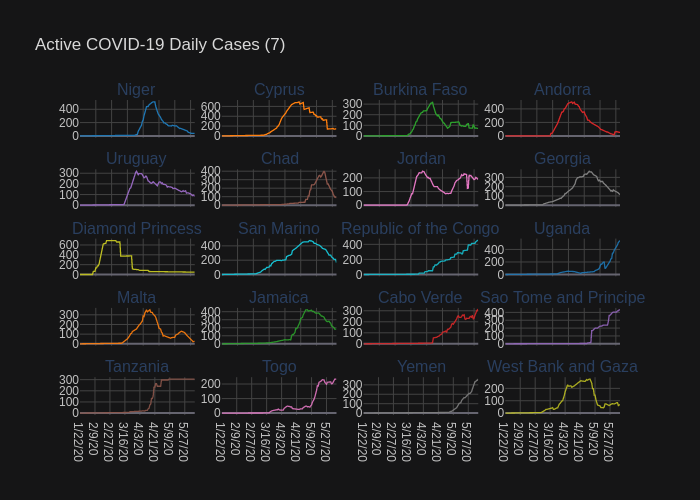 Active COVID-19 Daily Cases (7)
Niger Cyprus Burkina Faso Andorra
400 200 0 600 400 200 0 300 200 100 0 400 200 0
Uruguay Chad Jordan Georgia
300 200 100 0 400 300 200 100 0 200 100 0 300 200 100 0
Diamond Princess San Marino Republic of the Congo Uganda
600 400 200 0 400 200 0 400 200 0 400 200 0
Malta Jamaica Cabo Verde Sao Tome and Principe
300 200 100 0 400 300 200 100 0 300 200 100 0 400 300 200 100 0
Tanzania Togo Yemen West Bank and Gaza
300 200 100 0 200 100 0 300 200 100 0 200 100 0
1/22/20 2/9/20 2/27/20 3/16/20 4/3/20 4/21/20 5/9/20 5/27/20 1/22/20 2/9/20 2/27/20 3/16/20 4/3/20 4/21/20 5/9/20 5/27/20 1/22/20 2/9/20 2/27/20 3/16/20 4/3/20 4/21/20 5/9/20 5/27/20 1/22/20 2/9/20 2/27/20 3/16/20 4/3/20 4/21/20 5/9/20 5/27/20